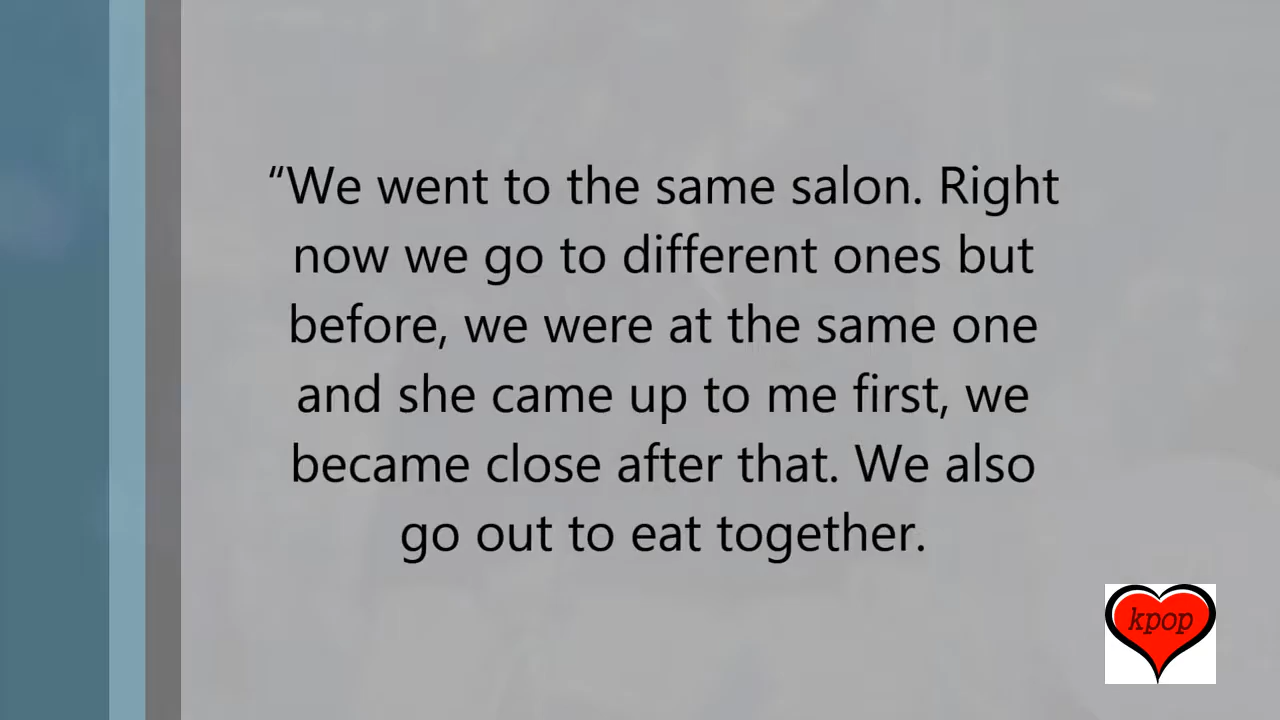 “We went to the same salon. Right
now we go to different ones but
before, we were at the same one
and she came up to me first, we
became close after that. We also
go out to eat together.
kpop